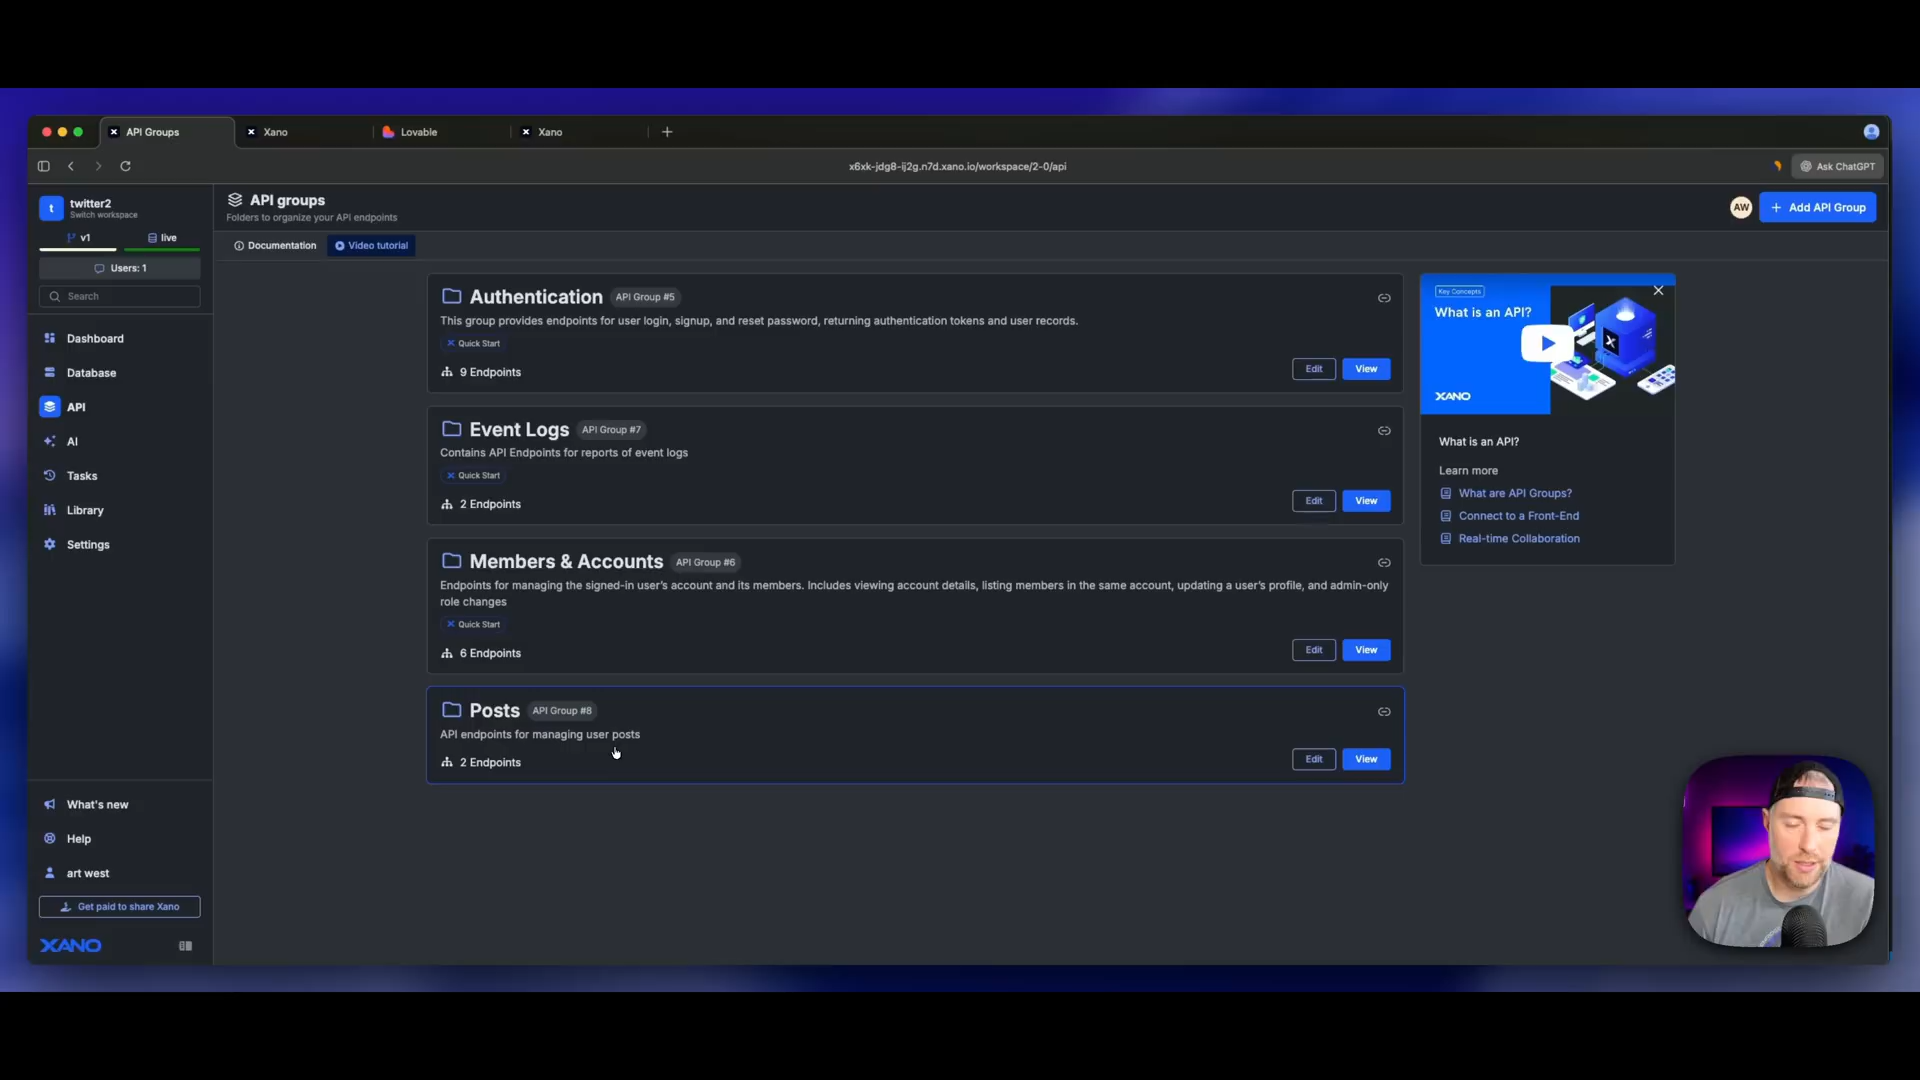 API Groups
Xano
Lovable
Xano
x6xk-jdg8-ij2g.n7d.xano.io/workspace/2-0/api
Ask ChatGPT
t
twitter2
Switch workspace
v1
live
Users: 1
Search
Dashboard
Database
API
AI
Tasks
Library
Settings
What's new
Help
art west
Get paid to share Xano
XANO
API groups
Folders to organize your API endpoints
AW
+ Add API Group
Documentation
Video tutorial
Authentication API Group #5
This group provides endpoints for user login, signup, and reset password, returning authentication tokens and user records.
Quick Start
9 Endpoints
Edit
View
Event Logs API Group #7
Contains API Endpoints for reports of event logs
Quick Start
2 Endpoints
Edit
View
Members & Accounts API Group #6
Endpoints for managing the signed-in user's account and its members. Includes viewing account details, listing members in the same account, updating a user's profile, and admin-only
role changes
Quick Start
6 Endpoints
Edit
View
Posts API Group #8
API endpoints for managing user posts
2 Endpoints
Edit
View
Key Concepts
What is an API?
XANO
What is an API?
Learn more
What are API Groups?
Connect to a Front-End
Real-time Collaboration